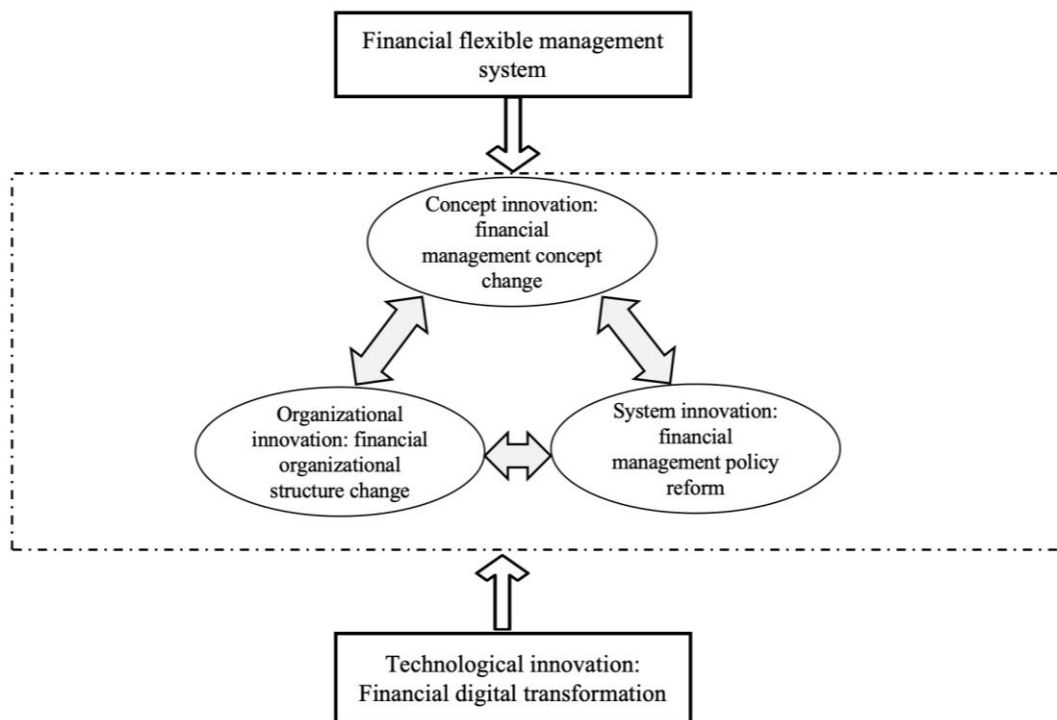 Financial flexible management
system
Concept innovation:
financial
management concept
change
Organizational
innovation: financial
organizational
structure change
System innovation:
financial
management policy
reform
Technological innovation:
Financial digital transformation